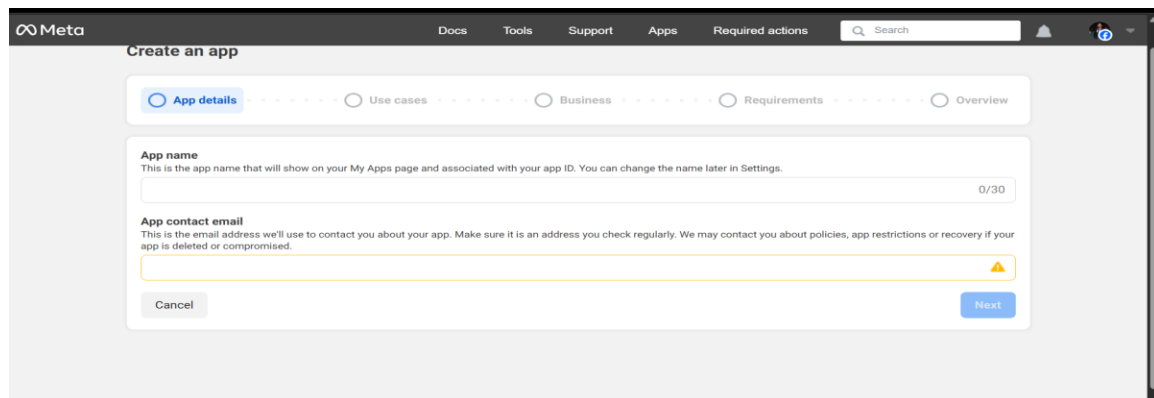 Meta Docs Tools Support Apps Required actions Search
Create an app
App details Use cases Business Requirements Overview
App name
This is the app name that will show on your My Apps page and associated with your app ID. You can change the name later in Settings.
0/30
App contact email
This is the email address we'll use to contact you about your app. Make sure it is an address you check regularly. We may contact you about policies, app restrictions or recovery if your
app is deleted or compromised.
Cancel Next